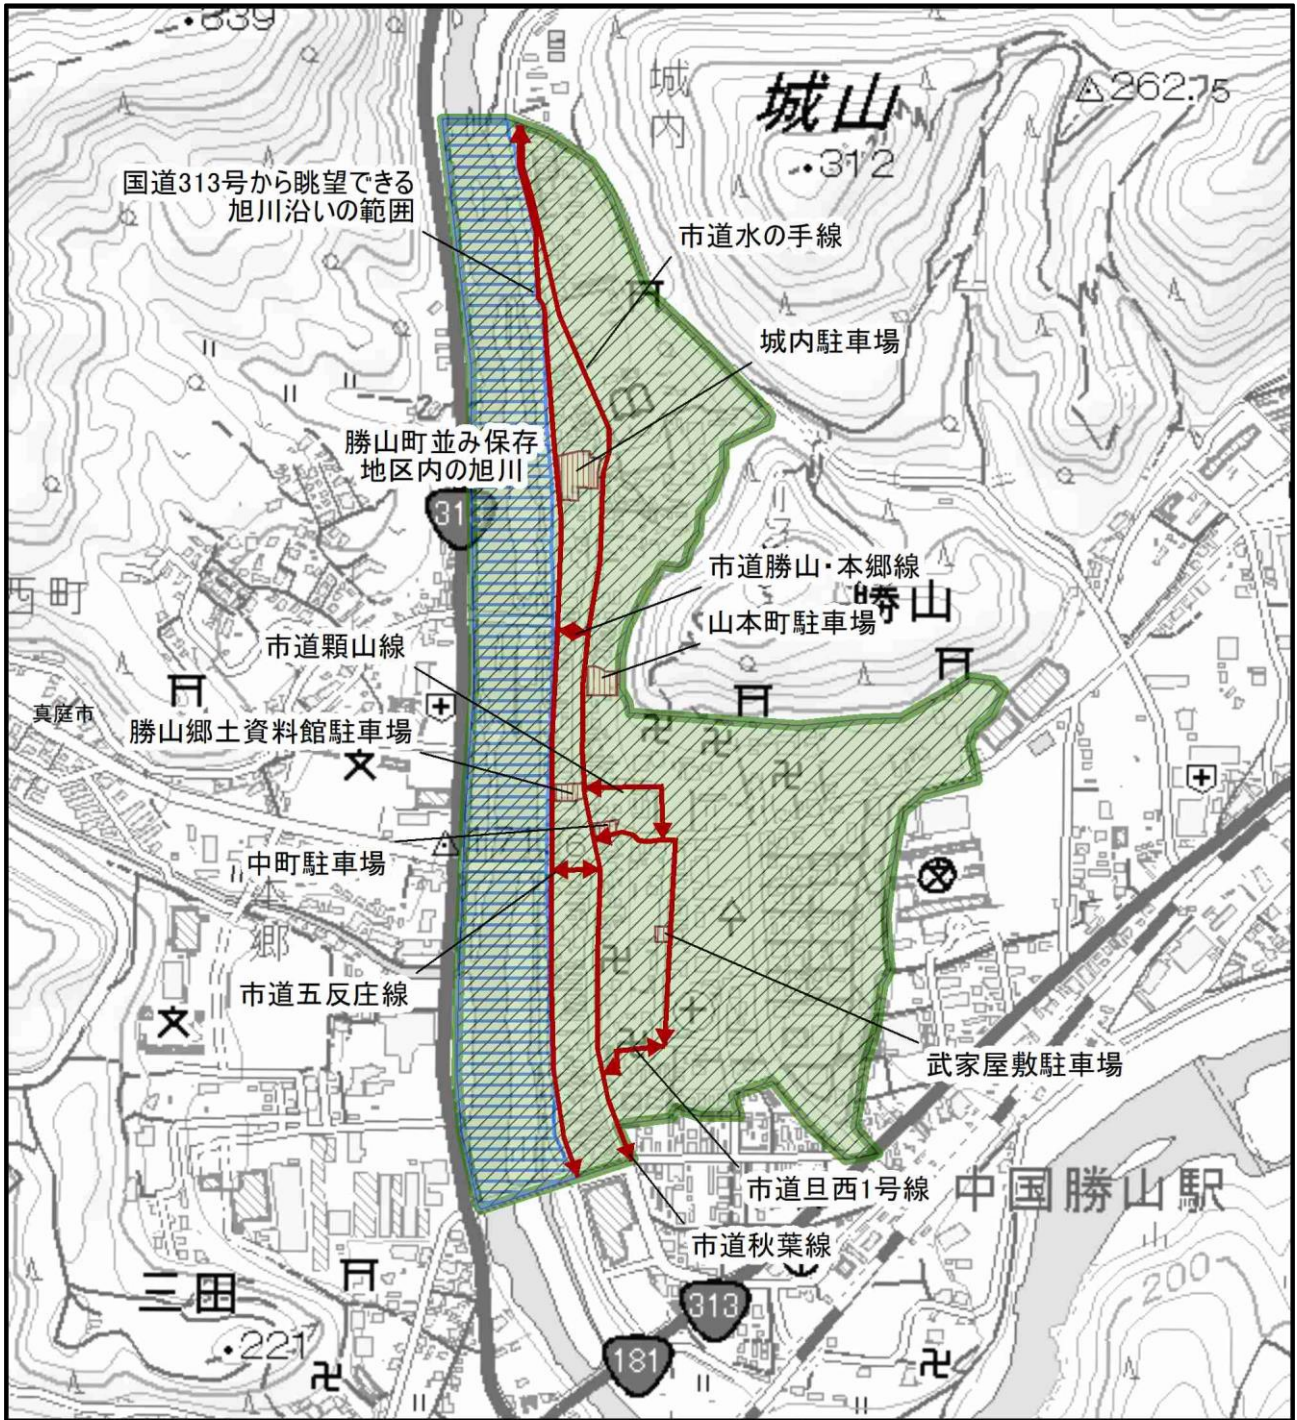 839
城内
城山
262.75
312
国道313号から眺望できる
旭川沿いの範囲
市道水の手線
城内駐車場
勝山町並み保存
地区内の旭川
31
市道勝山・本郷線
勝山
山本町駐車場
西町
市道顆山線
真庭市
勝山郷土資料館駐車場
中町駐車場
本郷
市道五反庄線
武家屋敷駐車場
市道旦西1号線
中国勝山駅
市道秋葉線
三田
313
200
221
181